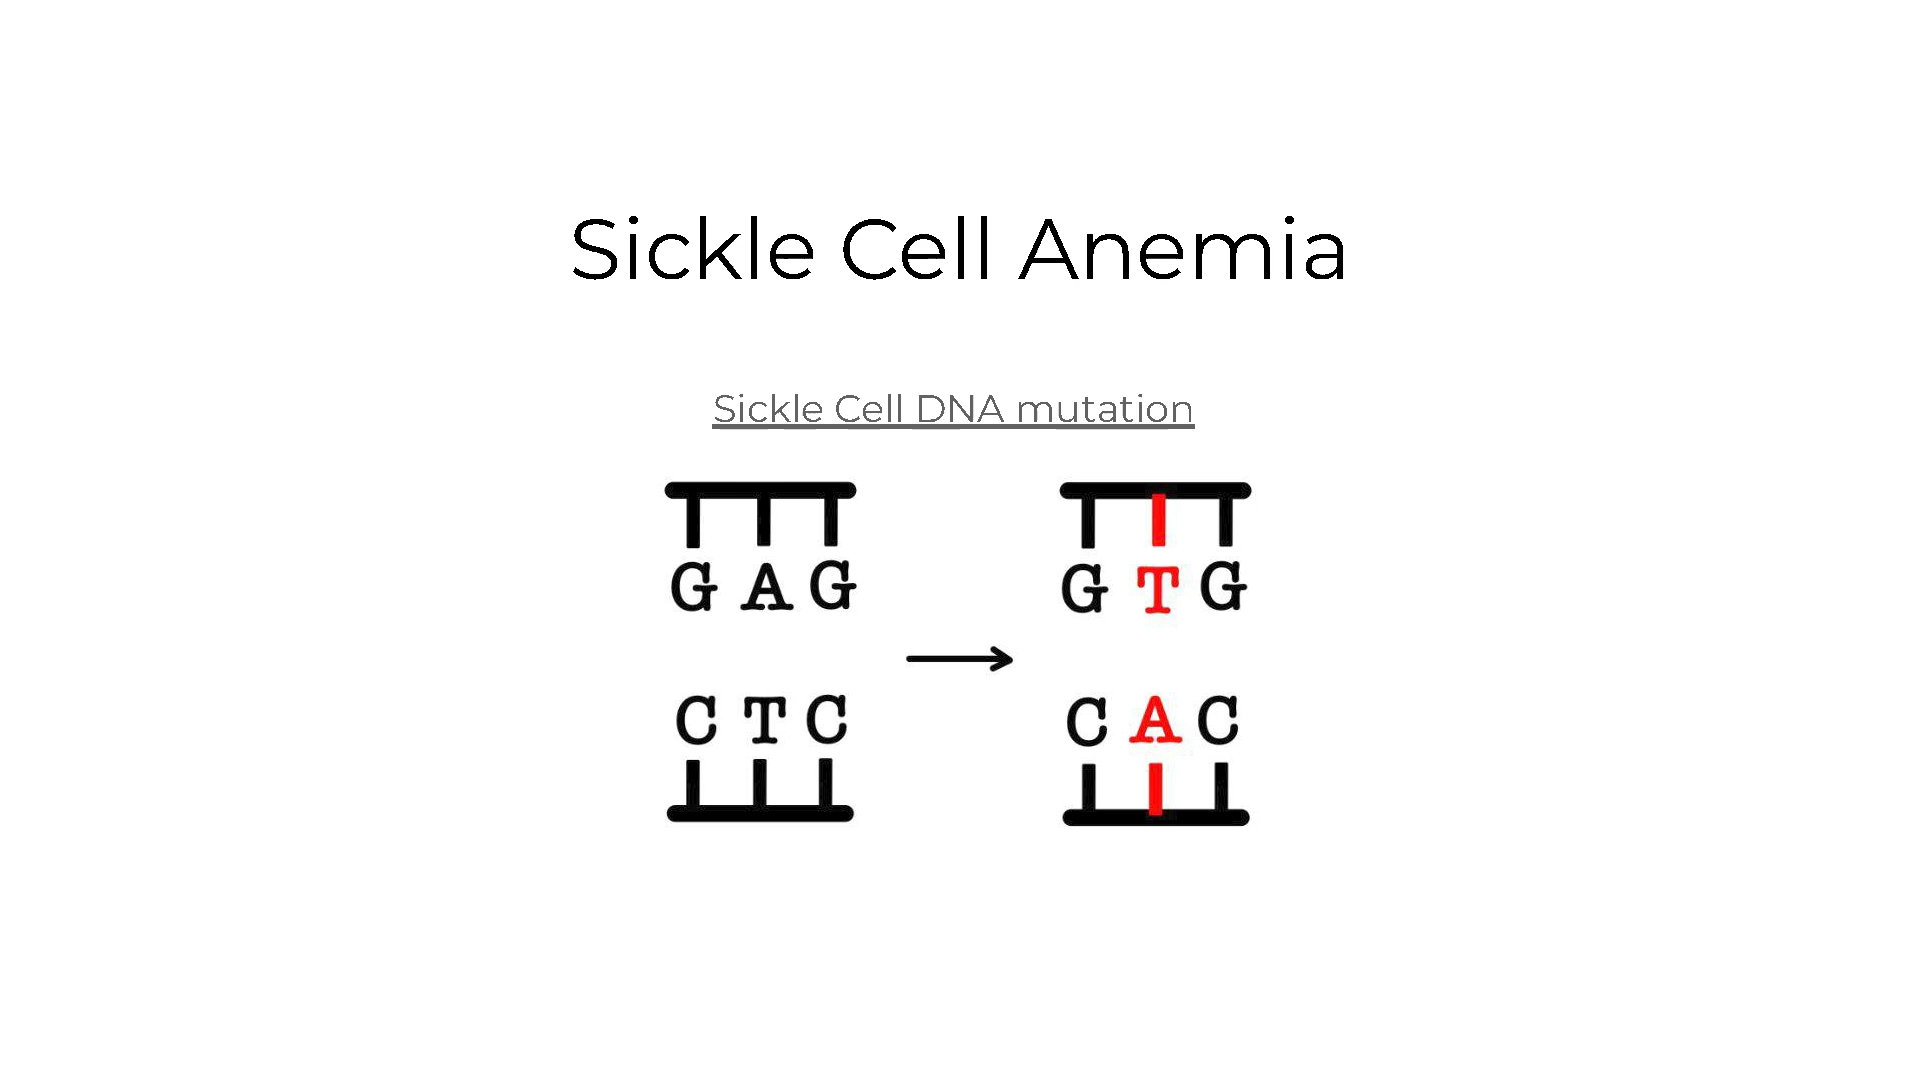 Sickle Cell Anemia
Sickle Cell DNA mutation
G A G
G T G
C T C
C A C